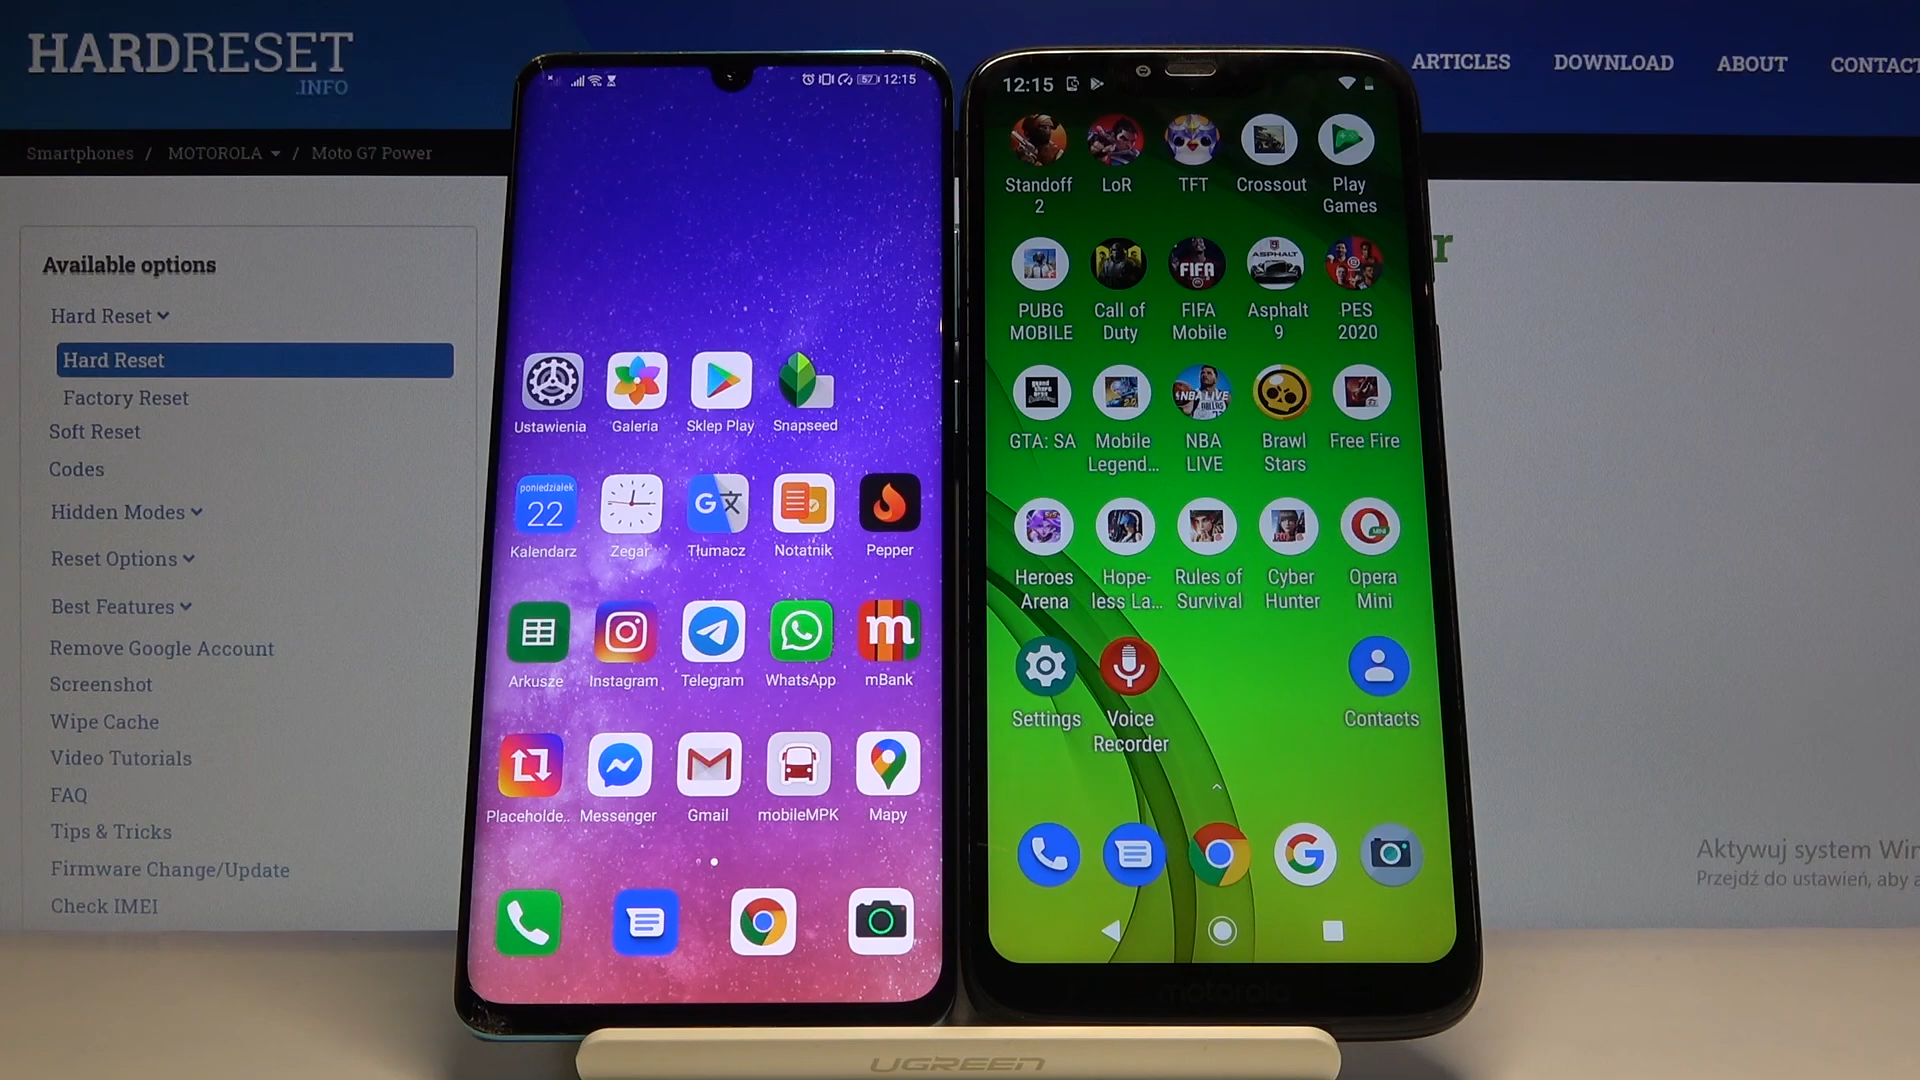 HARDRESET
.INFO
ARTICLES DOWNLOAD ABOUT CONTACT
Smartphones / MOTOROLA / Moto G7 Power
Available options
Hard Reset
Hard Reset
Factory Reset
Soft Reset
Codes
Hidden Modes
Reset Options
Best Features
Remove Google Account
Screenshot
Wipe Cache
Video Tutorials
FAQ
Tips & Tricks
Firmware Change/Update
Check IMEI
57 12:15
Ustawienia Galeria Sklep Play Snapseed
poniedziałek
22
Kalendarz Zegar Tłumacz Notatnik Pepper
m
Arkusze Instagram Telegram WhatsApp mBank
Placeholde.. Messenger Gmail mobileMPK Mapy
12:15
Standoff 2 LoR TFT Crossout Play Games
FIFA
ASPHALT
PUBG MOBILE Call of Duty FIFA Mobile Asphalt 9 PES 2020
NBA LIVE
GTA: SA Mobile Legend... NBA LIVE Brawl Stars Free Fire
Heroes Arena Hope-less La... Rules of Survival Cyber Hunter Opera Mini
Settings Voice Recorder Contacts
motorola
r
Aktywuj system Win
Przejdź do ustawień, aby a
UGREEN